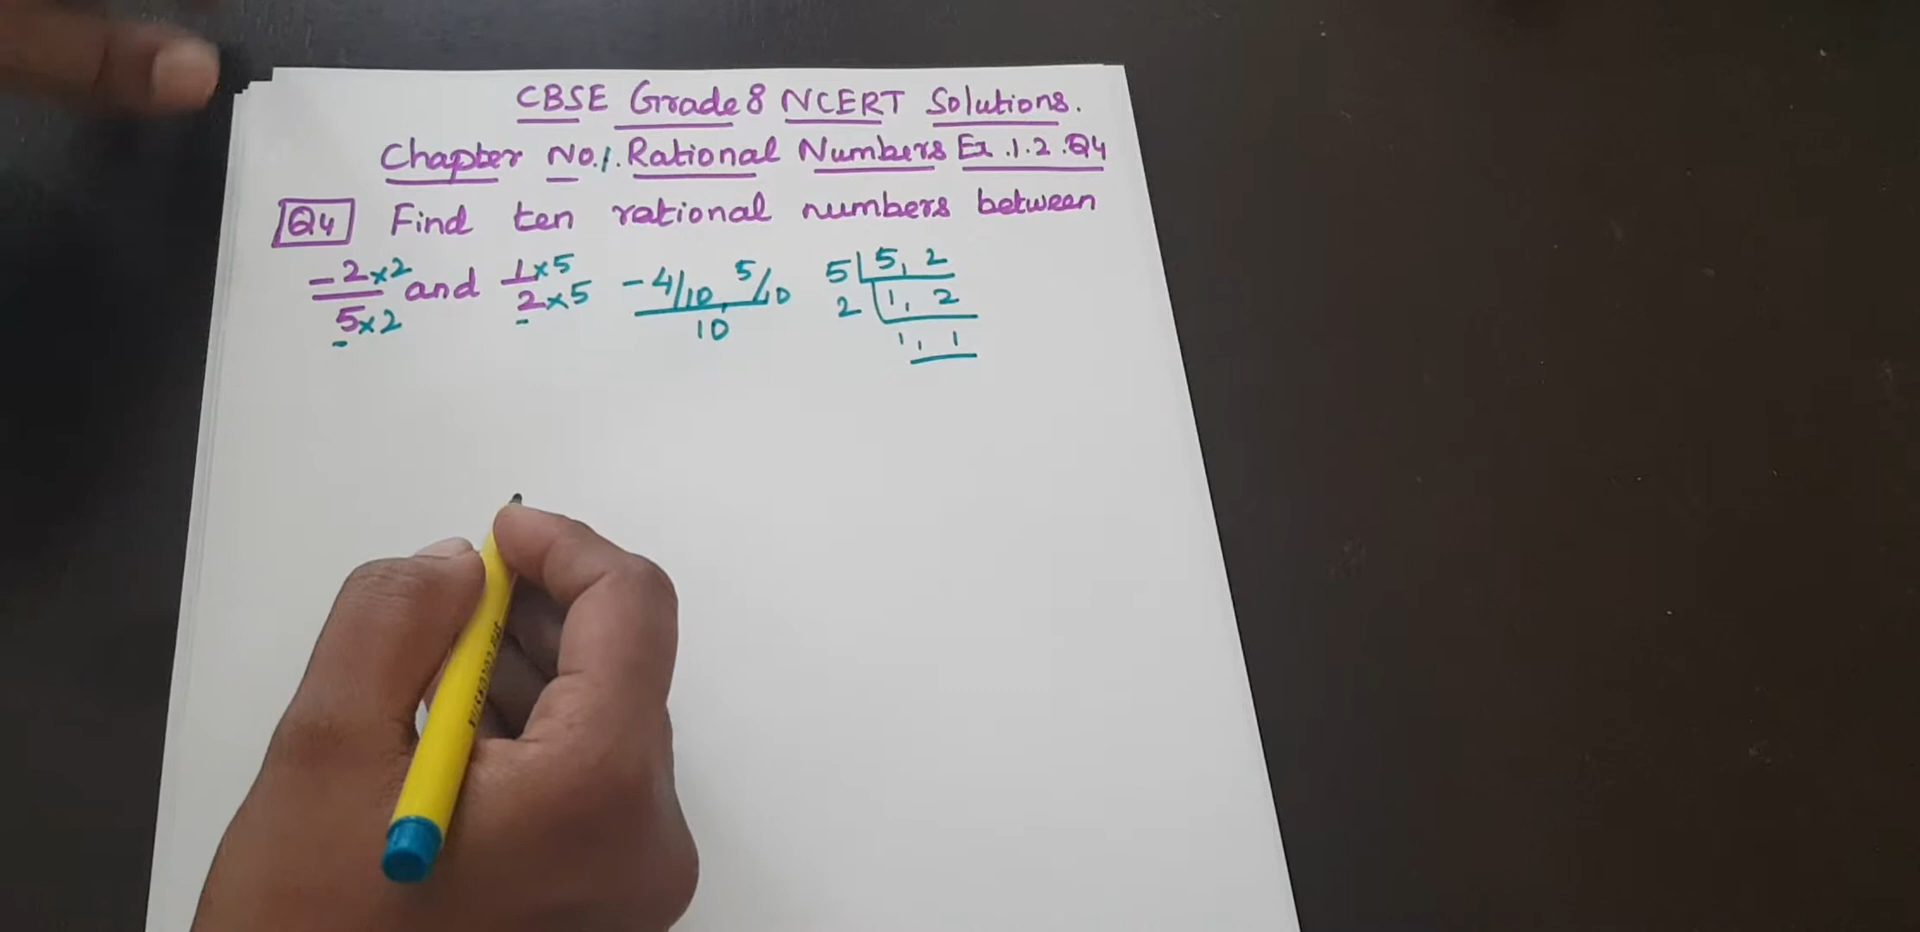 CBSE Grade 8 NCERT Solutions.
Chapter No.1. Rational Numbers Ex.1.2.Q4
Q4 Find ten rational numbers between
-2×2/5×2 and 1×5/2×5 -4/10, 5/10 5 | 5, 2
10 2 | 1, 2
1, 1